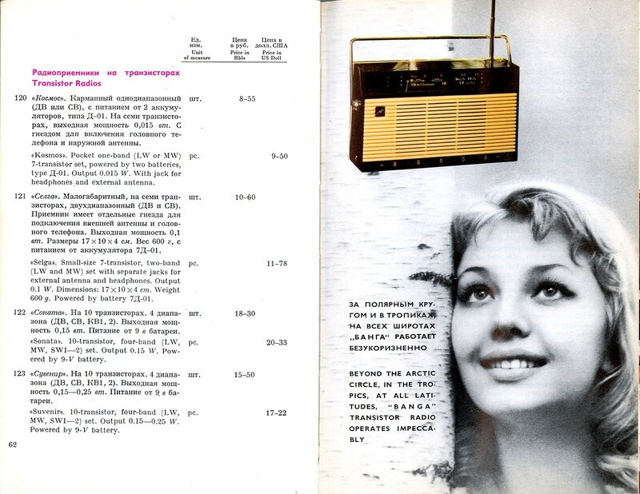 Ед. изм. Цена в руб. Цена в долл. США
Unit of measure Price in Rbls Price in US Doll
Радиоприемники на транзисторах
Transistor Radios
120 «Космос». Карманный однодиапазонный шт. 8–55
(ДВ или СВ), с питанием от 2 аккуму-
ляторов, типа Д-01. На семи транзисто-
рах, выходная мощность 0,015 вт. С
гнездом для включения головного те-
лефона и наружной антенны.
«Kosmos». Pocket one-band (LW or MW) pc. 9–50
7-transistor set, powered by two batteries,
type Д-01. Output 0.015 W. With jack for
headphones and external antenna.
121 «Селга». Малогабаритный, на семи тран- шт. 10–60
зисторах, двухдиапазонный (ДВ и СВ).
Приемник имеет отдельные гнезда для
подключения внешней антенны и голов-
ного телефона. Выходная мощность 0,1
вт. Размеры 17×10×4 см. Вес 600 г, с
питанием от аккумулятора 7Д-01.
«Selga». Small-size 7-transistor, two-band pc. 11–78
(LW and MW) set with separate jacks for
external antenna and headphones. Output
0.1 W. Dimensions: 17×10×4 cm. Weight
600 g. Powered by battery 7Д-01.
122 «Соната». На 10 транзисторах. 4 диапа- шт. 18–30
зона (ДВ, СВ, КВ1, 2). Выходная мощ-
ность 0,15 вт. Питание от 9 в батареи.
«Sonata». 10-transistor, four-band (LW, pc. 20–33
MW, SW1—2) set. Output 0.15 W. Pow-
ered by 9-V battery.
123 «Сувенир». На 10 транзисторах. 4 диапа- шт. 15–50
зона (ДВ, СВ, КВ1, 2). Выходная мощ-
ность 0,15—0,25 вт. Питание от 9 в ба-
тареи.
«Suvenir». 10-transistor, four-band (LW, pc. 17–22
MW, SW1—2) set. Output 0.15—0.25 W.
Powered by 9-V battery.
62
ЗА ПОЛЯРНЫМ КРУ-
ГОМ И В ТРОПИКАХ,
НА ВСЕХ ШИРОТАХ
„БАНГА" РАБОТАЕТ
БЕЗУКОРИЗНЕННО
BEYOND THE ARCTIC
CIRCLE, IN THE TRO-
PICS, AT ALL LATI-
TUDES, "BANGA"
TRANSISTOR RADIO
OPERATES IMPECCA-
BLY